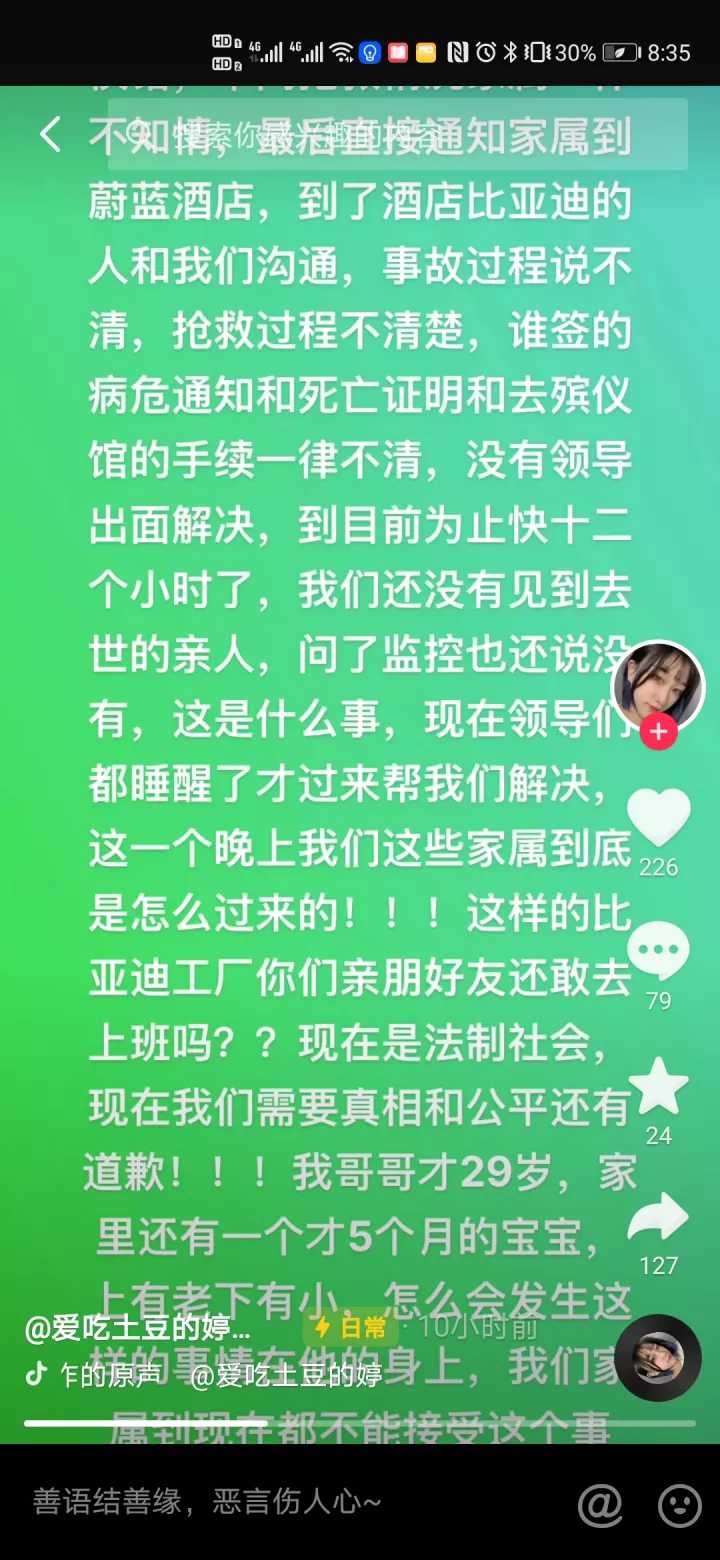 HD 1 4G 4G 30% 8:35
HD 2
搜索你感兴趣的内容
不知情，最后直接通知家属到
蔚蓝酒店，到了酒店比亚迪的
人和我们沟通，事故过程说不
清，抢救过程不清楚，谁签的
病危通知和死亡证明和去殡仪
馆的手续一律不清，没有领导
出面解决，到目前为止快十二
个小时了，我们还没有见到去
世的亲人，问了监控也还说没
有，这是什么事，现在领导们
都睡醒了才过来帮我们解决，
这一个晚上我们这些家属到底
是怎么过来的！！！这样的比
亚迪工厂你们亲朋好友还敢去
上班吗？？现在是法制社会，
现在我们需要真相和公平还有
道歉！！！我哥哥才29岁，家
里还有一个才5个月的宝宝，
上有老下有小，怎么会发生这
样的事情在他的身上，我们家
属到现在都不能接受这个事
226
79
24
127
@爱吃土豆的婷... 日常 · 10小时前
乍的原声 @爱吃土豆的婷
善语结善缘，恶言伤人心~